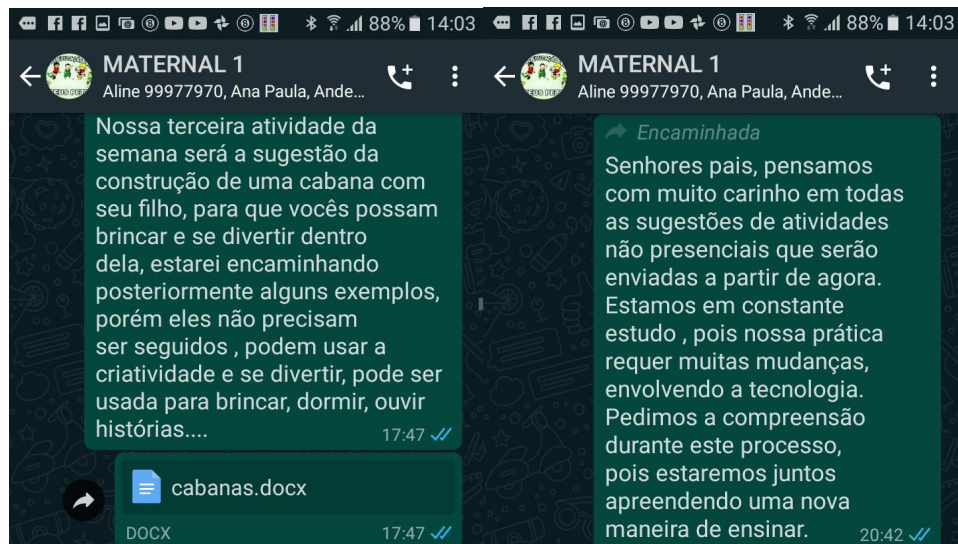 88% 14:03
MATERNAL 1
Aline 99977970, Ana Paula, Ande...
Nossa terceira atividade da
semana será a sugestão da
construção de uma cabana com
seu filho, para que vocês possam
brincar e se divertir dentro
dela, estarei encaminhando
posteriormente alguns exemplos,
porém eles não precisam
ser seguidos , podem usar a
criatividade e se divertir, pode ser
usada para brincar, dormir, ouvir
histórias....
17:47
cabanas.docx
DOCX
17:47
88% 14:03
MATERNAL 1
Aline 99977970, Ana Paula, Ande...
Encaminhada
Senhores pais, pensamos
com muito carinho em todas
as sugestões de atividades
não presenciais que serão
enviadas a partir de agora.
Estamos em constante
estudo , pois nossa prática
requer muitas mudanças,
envolvendo a tecnologia.
Pedimos a compreensão
durante este processo,
pois estaremos juntos
apreendendo uma nova
maneira de ensinar.
20:42